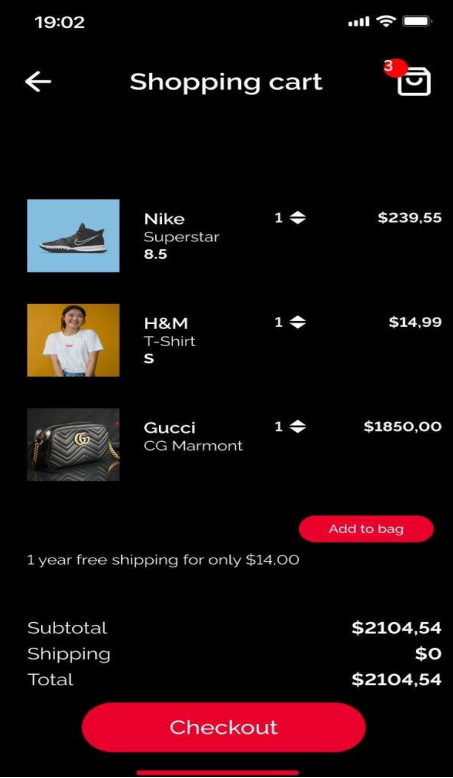 19:02
Shopping cart
3
Nike 1 $239,55
Superstar
8.5
H&M 1 $14,99
T-Shirt
S
Gucci 1 $1850,00
CG Marmont
Add to bag
1 year free shipping for only $14,00
Subtotal $2104,54
Shipping $0
Total $2104,54
Checkout